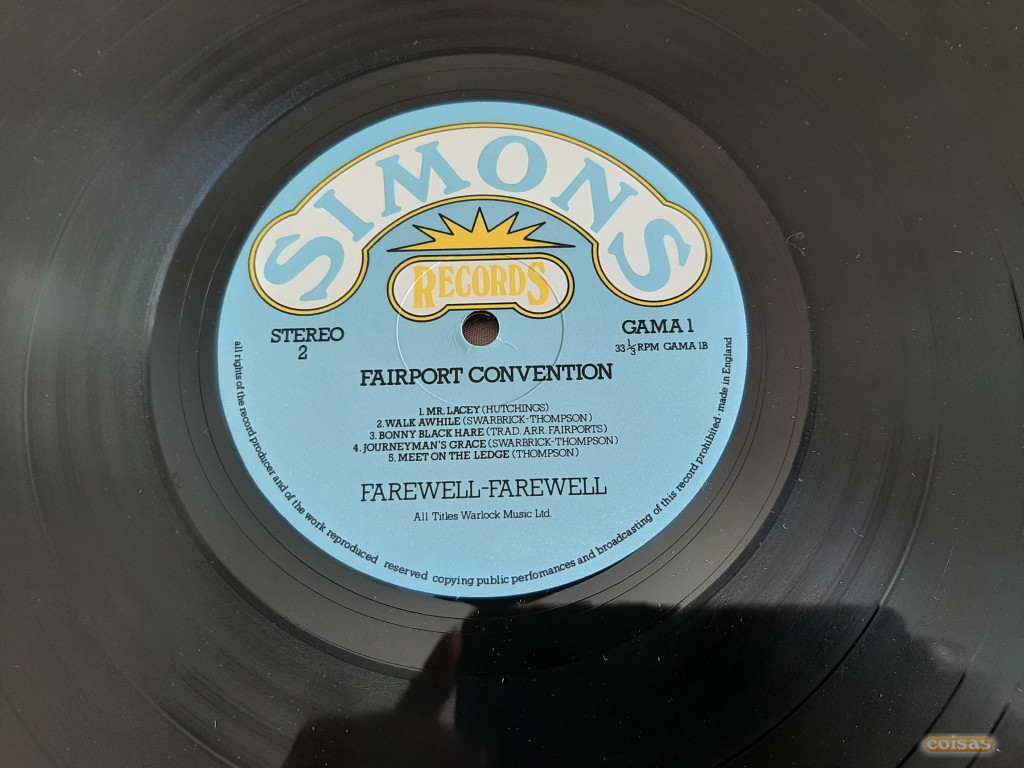 SIMONS
RECORDS
STEREO
2
GAMA 1
33 1/3 RPM GAMA 1B
FAIRPORT CONVENTION
1. MR. LACEY (HUTCHINGS)
2. WALK AWHILE (SWARBRICK-THOMPSON)
3. BONNY BLACK HARE (TRAD. ARR. FAIRPORTS)
4. JOURNEYMAN'S GRACE (SWARBRICK-THOMPSON)
5. MEET ON THE LEDGE (THOMPSON)
FAREWELL-FAREWELL
All Titles Warlock Music Ltd.
all rights of the record producer and of the work reproduced reserved copying public perfomances and broadcasting of this record prohibited · made in England
coisas